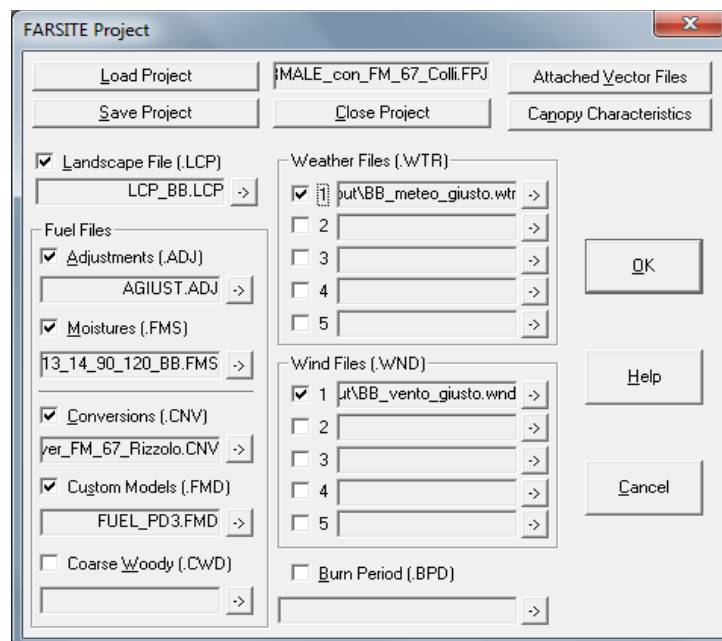 FARSITE Project
Load Project
MALE_con_FM_67_Colli.FPJ
Attached Vector Files
Save Project
Close Project
Canopy Characteristics
Landscape File (.LCP)
LCP_BB.LCP ->
Fuel Files
Adjustments (.ADJ)
AGIUST.ADJ ->
Moistures (.FMS)
13_14_90_120_BB.FMS ->
Conversions (.CNV)
ver_FM_67_Rizzolo.CNV ->
Custom Models (.FMD)
FUEL_PD3.FMD ->
Coarse Woody (.CWD)
->
Weather Files (.WTR)
1 out\BB_meteo_giusto.wtr ->
2 ->
3 ->
4 ->
5 ->
Wind Files (.WND)
1 ut\BB_vento_giusto.wnd ->
2 ->
3 ->
4 ->
5 ->
Burn Period (.BPD)
->
OK
Help
Cancel